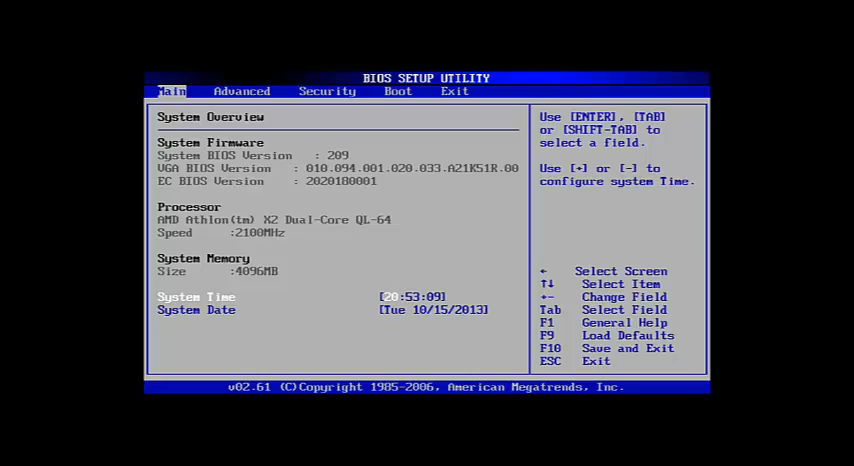 BIOS SETUP UTILITY
Main Advanced Security Boot Exit
System Overview
System Firmware
System BIOS Version : 209
VGA BIOS Version : 010.094.001.020.033.A21K51R.00
EC BIOS Version : 2020180001
Processor
AMD Athlon(tm) X2 Dual-Core QL-64
Speed :2100MHz
System Memory
Size :4096MB
System Time [20:53:09]
System Date [Tue 10/15/2013]
Use [ENTER], [TAB]
or [SHIFT-TAB] to
select a field.
Use [+] or [-] to
configure system Time.
← Select Screen
↑↓ Select Item
+- Change Field
Tab Select Field
F1 General Help
F9 Load Defaults
F10 Save and Exit
ESC Exit
v02.61 (C)Copyright 1985-2006, American Megatrends, Inc.